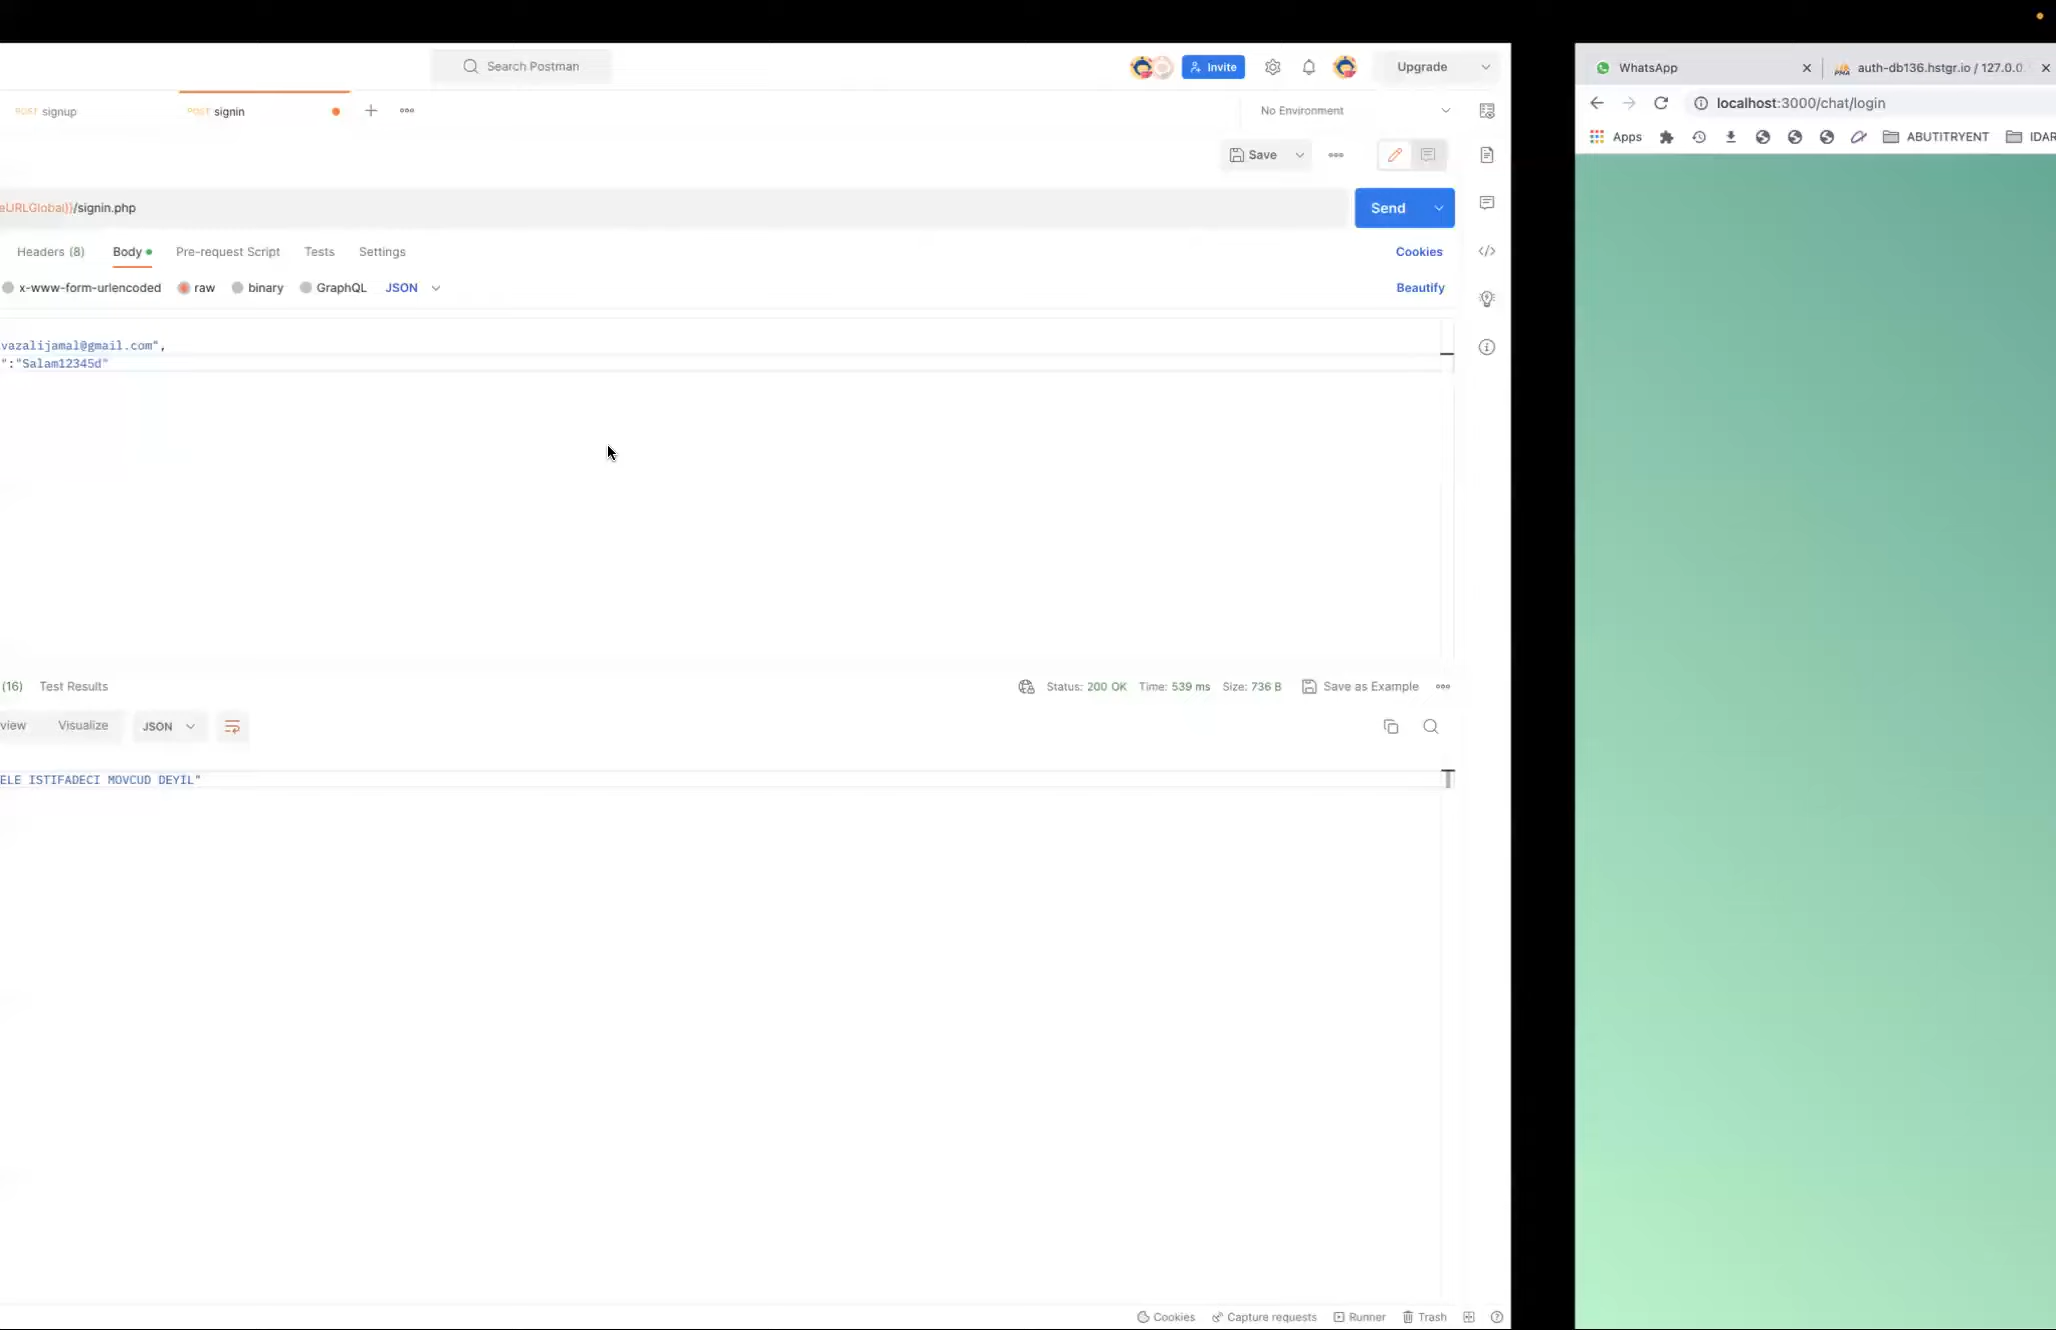 Search Postman
Invite
Upgrade
POST signup
POST signin
No Environment
Save
eURLGlobal}}/signin.php
Send
Headers (8)
Body
Pre-request Script
Tests
Settings
Cookies
x-www-form-urlencoded
raw
binary
GraphQL
JSON
Beautify
vazalijamal@gmail.com",
":"Salam12345d"
(16)
Test Results
Status: 200 OK
Time: 539 ms
Size: 736 B
Save as Example
view
Visualize
JSON
ELE ISTIFADECI MOVCUD DEYIL"
Cookies
Capture requests
Runner
Trash
WhatsApp
auth-db136.hstgr.io / 127.0.0.
localhost:3000/chat/login
Apps
ABUTITRYENT
IDAR